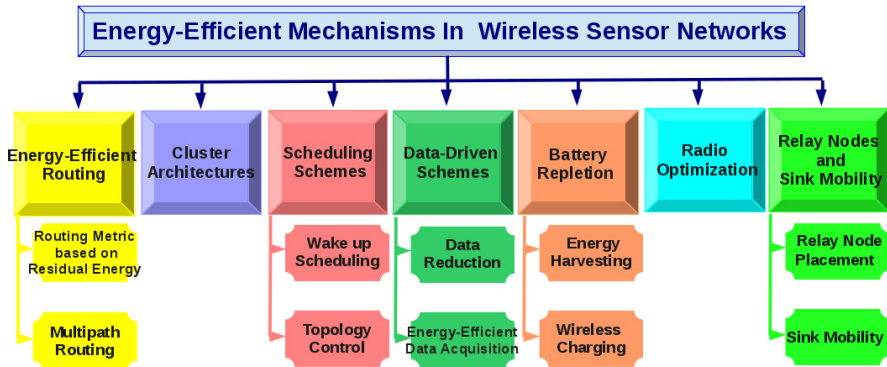 Energy-Efficient Mechanisms In Wireless Sensor Networks
Energy-Efficient
Routing
Cluster
Architectures
Scheduling
Schemes
Data-Driven
Schemes
Battery
Repletion
Radio
Optimization
Relay Nodes
and
Sink Mobility
Routing Metric
based on
Residual Energy
Multipath
Routing
Wake up
Scheduling
Topology
Control
Data
Reduction
Energy-Efficient
Data Acquisition
Energy
Harvesting
Wireless
Charging
Relay Node
Placement
Sink Mobility